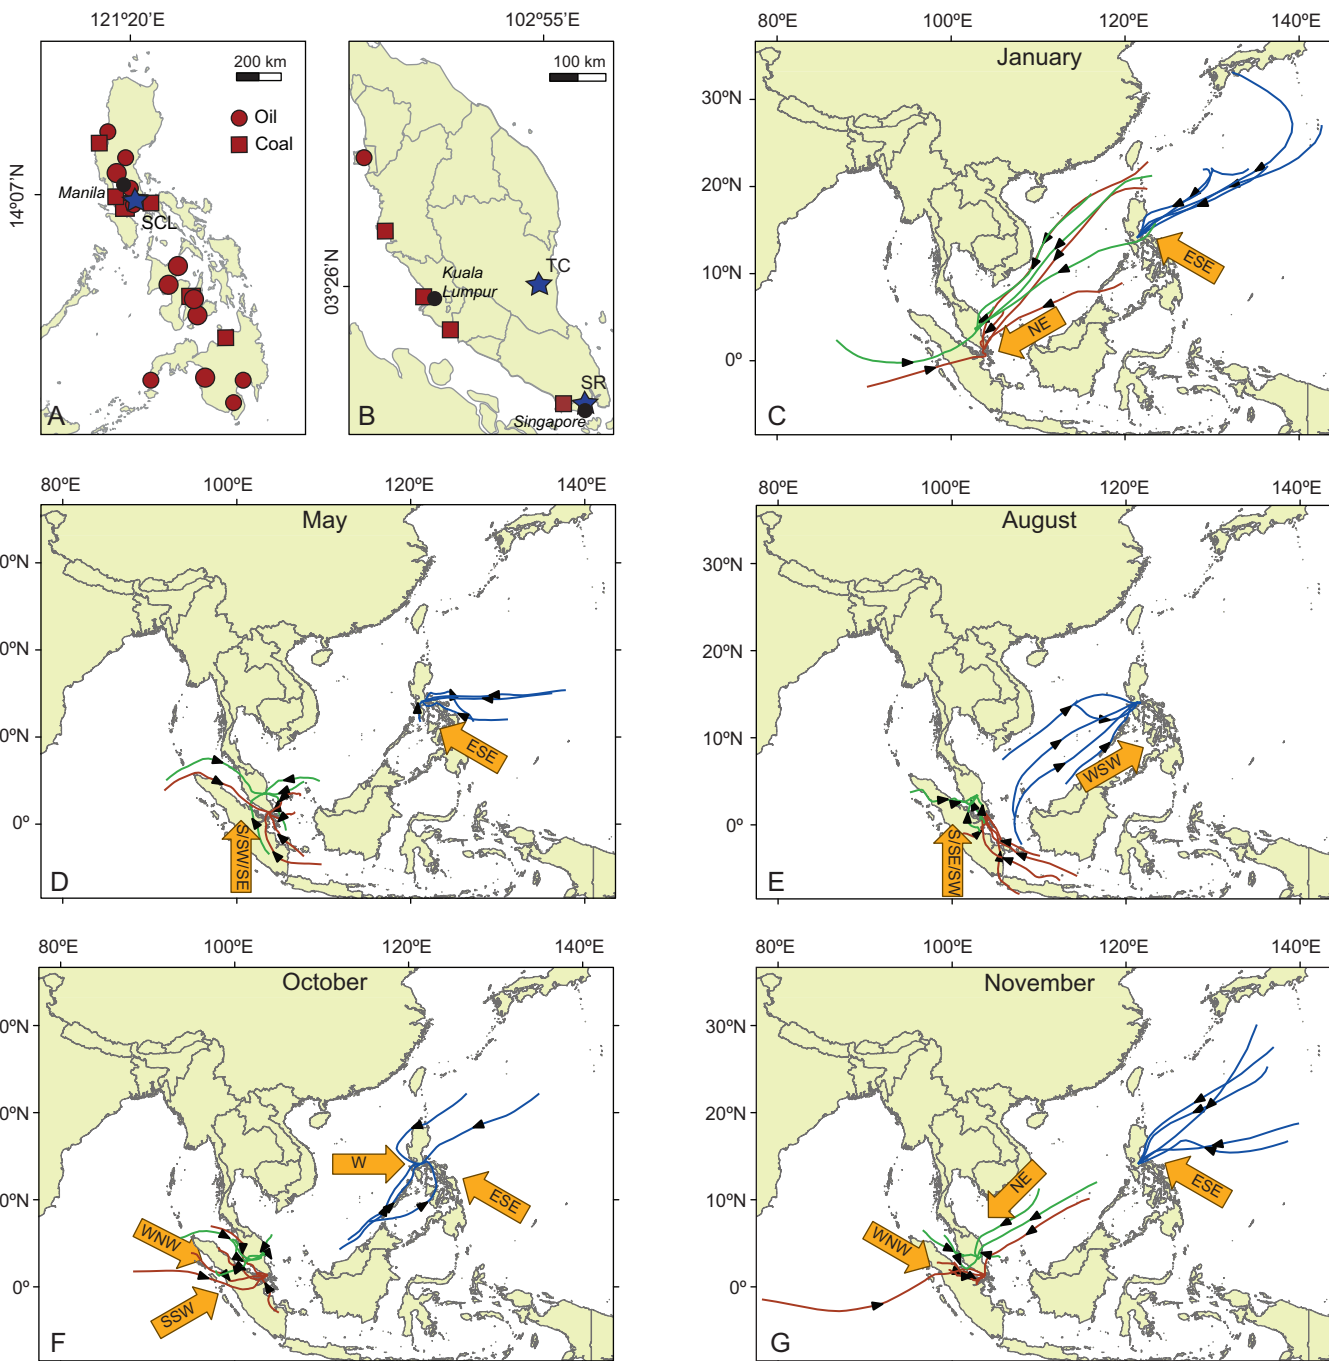 121°20'E
102°55'E
14°07'N
200 km
Oil
Coal
Manila
SCL
A
03°26'N
100 km
Kuala
Lumpur
TC
SR
Singapore
B
80°E 100°E 120°E 140°E
January
30°N
20°N
10°N
0°
ESE
NE
C
80°E 100°E 120°E 140°E
May
0°N
0°N
0°N
0°
ESE
S/SW/SE
D
80°E 100°E 120°E 140°E
August
30°N
20°N
10°N
0°
WSW
S/SE/SW
E
80°E 100°E 120°E 140°E
October
0°N
0°N
0°N
0°
W
ESE
WNW
SSW
F
80°E 100°E 120°E 140°E
November
30°N
20°N
10°N
0°
NE
ESE
WNW
G